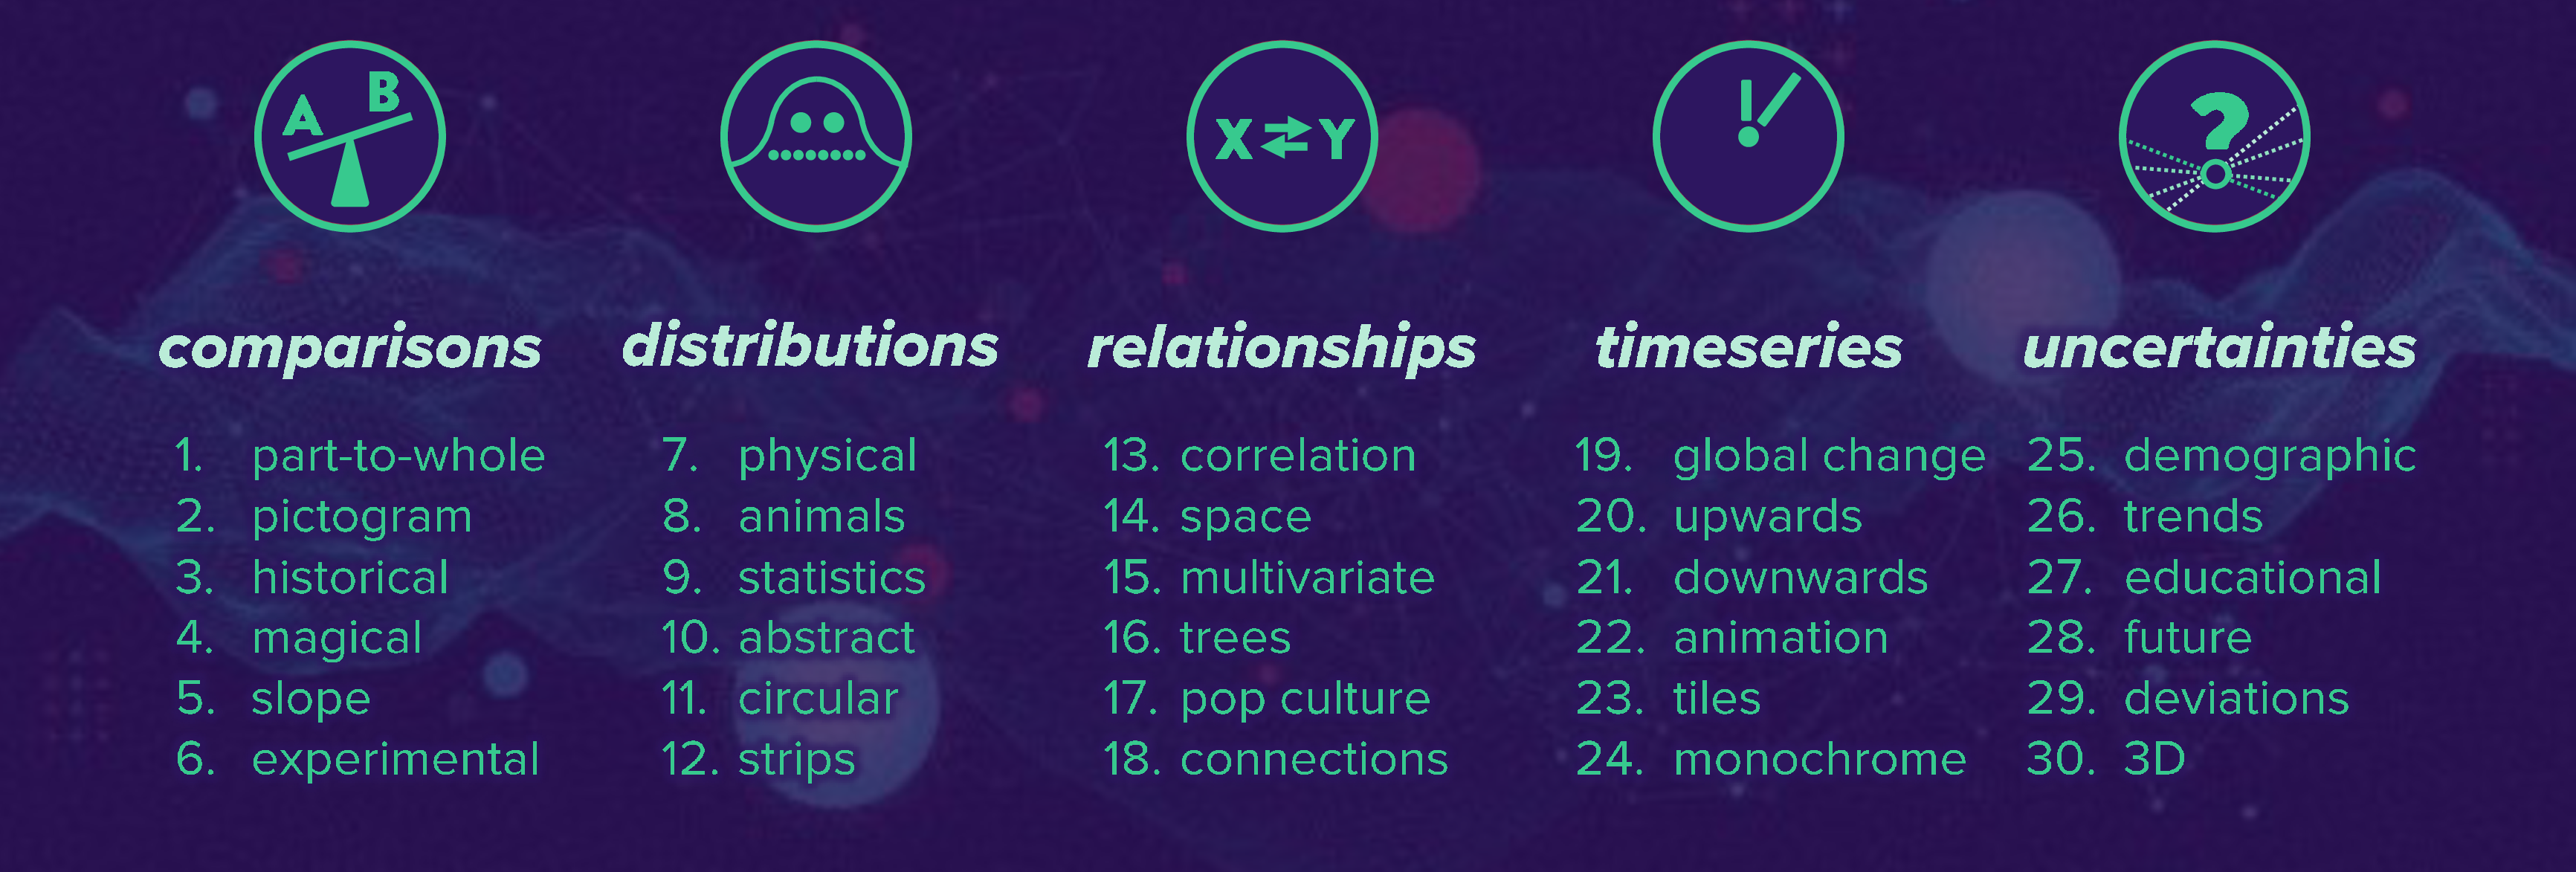 A B
X Y
?
comparisons
1. part-to-whole
2. pictogram
3. historical
4. magical
5. slope
6. experimental
distributions
7. physical
8. animals
9. statistics
10. abstract
11. circular
12. strips
relationships
13. correlation
14. space
15. multivariate
16. trees
17. pop culture
18. connections
timeseries
19. global change
20. upwards
21. downwards
22. animation
23. tiles
24. monochrome
uncertainties
25. demographic
26. trends
27. educational
28. future
29. deviations
30. 3D